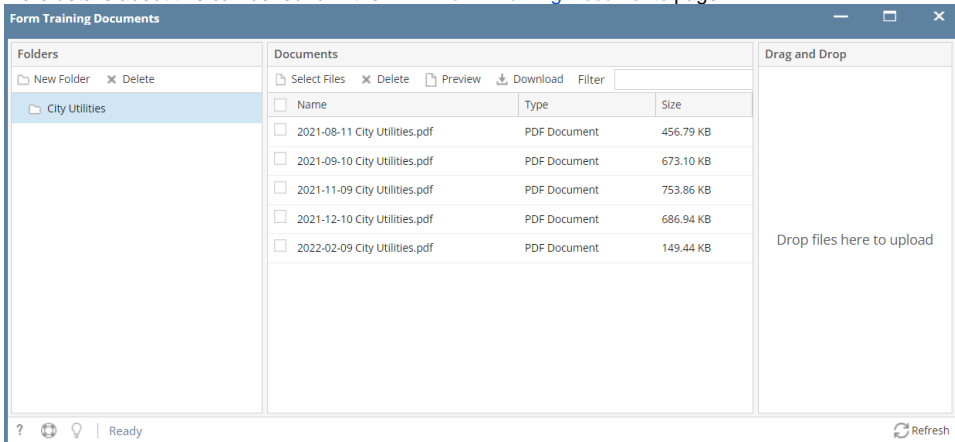 Form Training Documents
Folders
New Folder Delete
City Utilities
Documents
Select Files Delete Preview Download Filter
Name Type Size
2021-08-11 City Utilities.pdf PDF Document 456.79 KB
2021-09-10 City Utilities.pdf PDF Document 673.10 KB
2021-11-09 City Utilities.pdf PDF Document 753.86 KB
2021-12-10 City Utilities.pdf PDF Document 686.94 KB
2022-02-09 City Utilities.pdf PDF Document 149.44 KB
Drag and Drop
Drop files here to upload
? Ready
Refresh